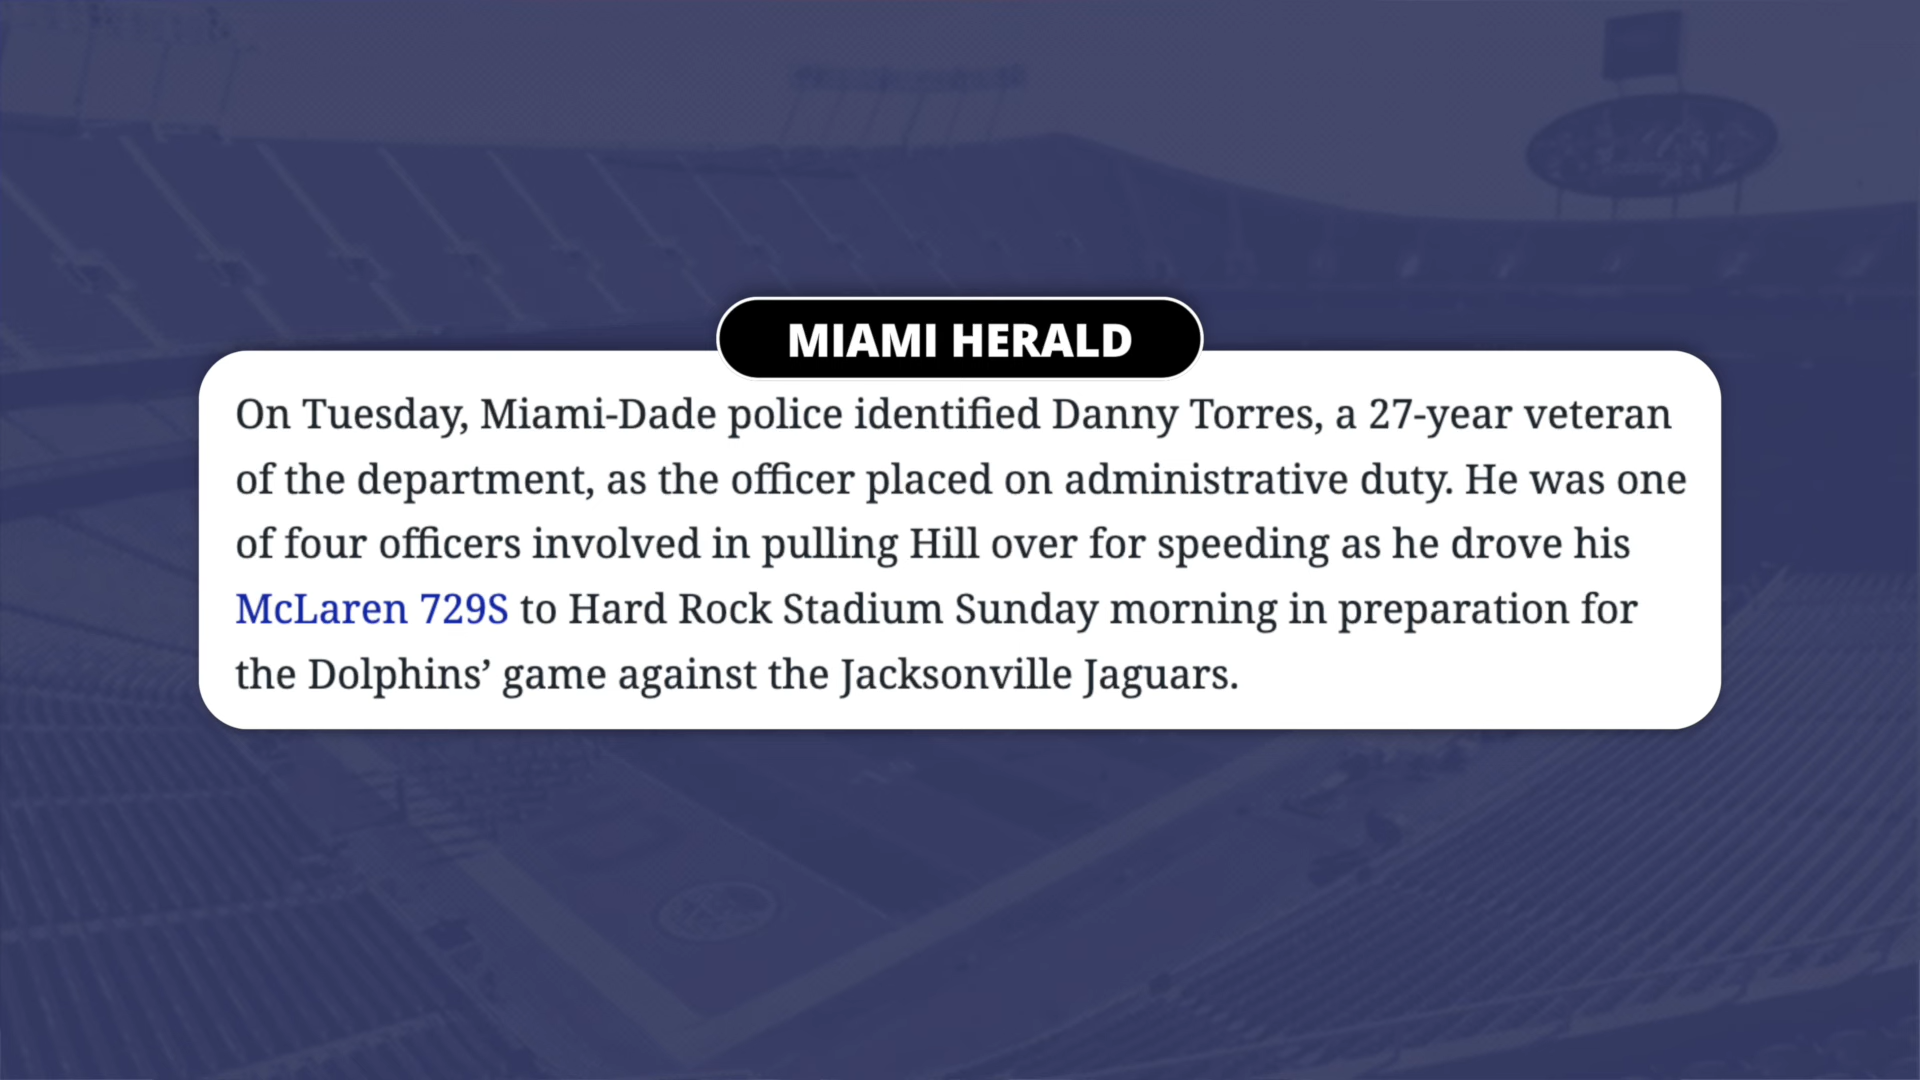 MIAMI HERALD
On Tuesday, Miami-Dade police identified Danny Torres, a 27-year veteran
of the department, as the officer placed on administrative duty. He was one
of four officers involved in pulling Hill over for speeding as he drove his
McLaren 729S to Hard Rock Stadium Sunday morning in preparation for
the Dolphins’ game against the Jacksonville Jaguars.